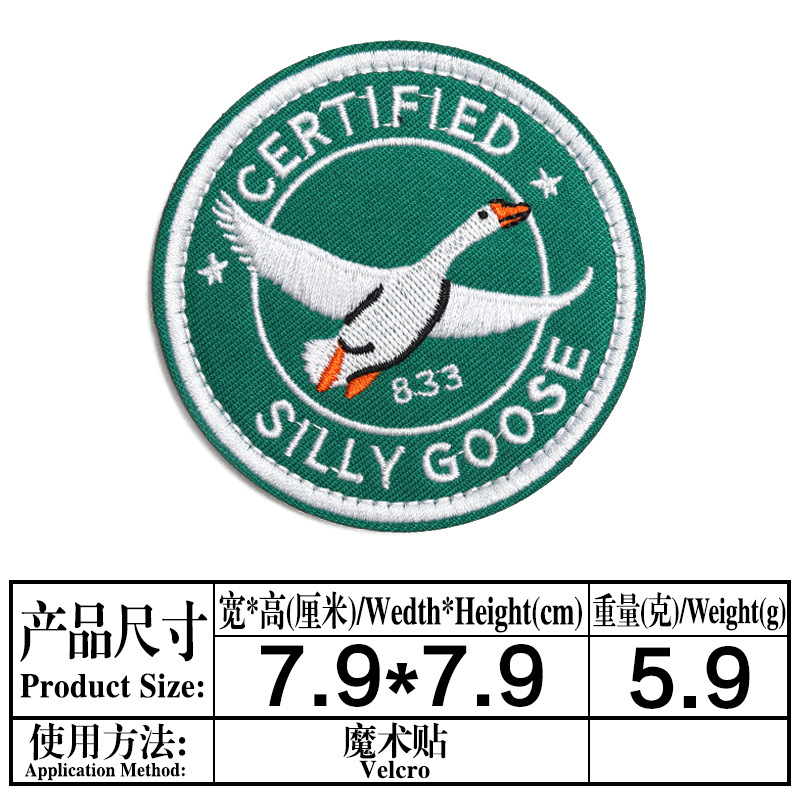 CERTIFIED
833
SILLY GOOSE
产品尺寸
Product Size:
宽*高(厘米)/Wedth*Height(cm)
重量(克)/Weight(g)
7.9*7.9
5.9
使用方法:
Application Method:
魔术贴
Velcro